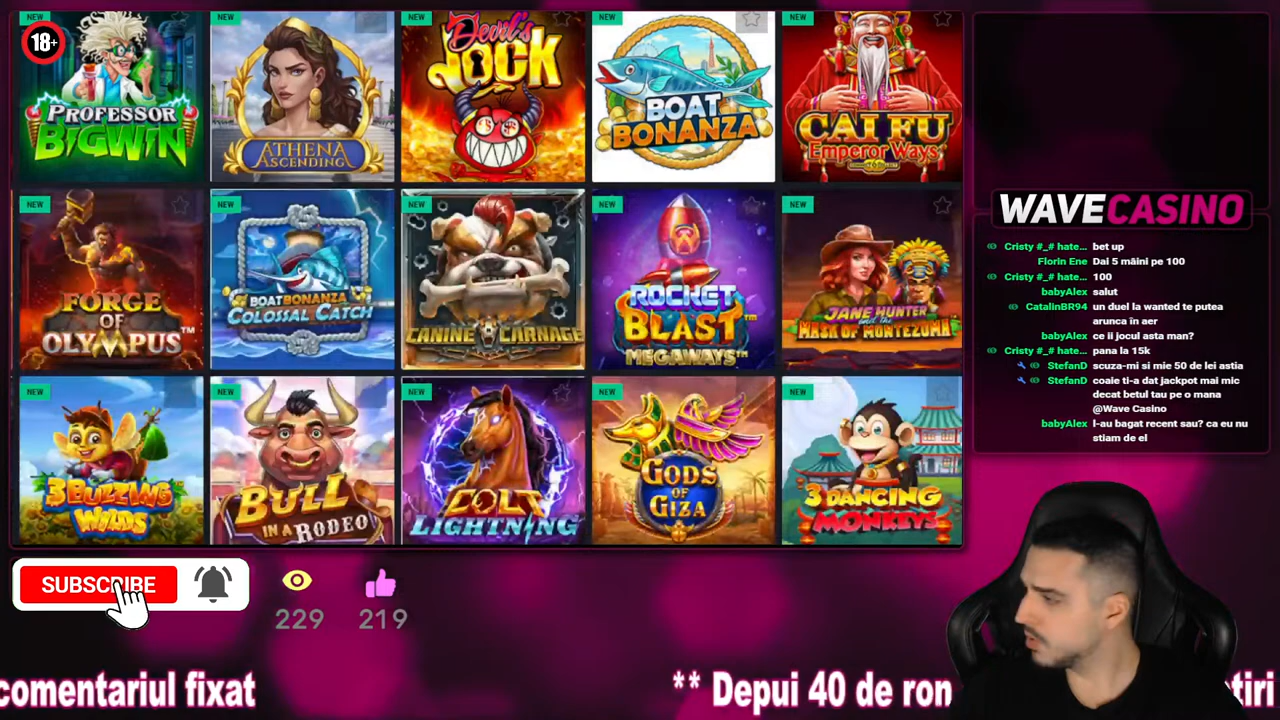 18+
NEW
NEW
NEW
NEW
NEW
PROFESSOR
BIGWIN
ATHENA
ASCENDING
Devil's
LOCK
BOAT
BONANZA
CAI FU
Emperor Ways
NEW
NEW
NEW
NEW
NEW
FORGE
OF
OLYMPUS™
BOAT BONANZA
COLOSSAL CATCH
CANINE CARNAGE
ROCKET
BLAST™
MEGAWAYS™
JANE HUNTER
and the
MASK OF MONTEZUMA
NEW
NEW
NEW
NEW
NEW
3 BUZZING
WILDS
BULL
IN A RODEO
COLT
LIGHTNING
GODS
OF
GIZA
3 DANCING
MONKEYS
WAVECASINO
Cristy #_# hate... bet up
Florin Ene Dai 5 mâini pe 100
Cristy #_# hate... 100
babyAlex salut
CatalinBR94 un duel la wanted te putea
arunca în aer
babyAlex ce ii jocul asta man?
Cristy #_# hate... pana la 15k
StefanD scuza-mi si mie 50 de lei astia
StefanD coaie ti-a dat jackpot mai mic
decat betul tau pe o mana
@Wave Casino
babyAlex l-au bagat recent sau? ca eu nu
stiam de el
SUBSCRIBE
229
219
comentariul fixat
** Depui 40 de ron
tiri